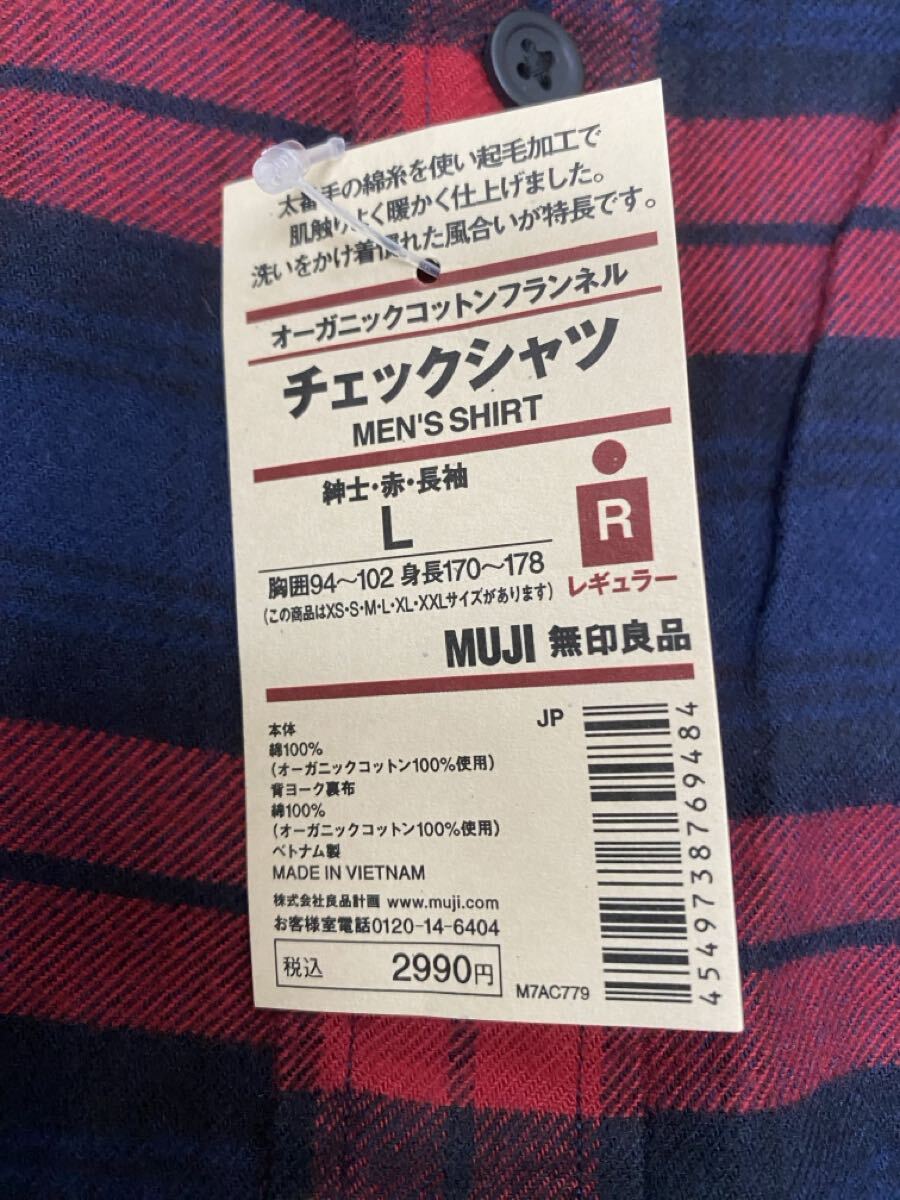 太番手の綿糸を使い起毛加工で
肌触りよく暖かく仕上げました。
洗いをかけ着慣れた風合いが特長です。
オーガニックコットンフランネル
チェックシャツ
MEN'S SHIRT
紳士・赤・長袖
L
胸囲94〜102 身長170〜178
(この商品はXS・S・M・L・XL・XXLサイズがあります)
R
レギュラー
MUJI 無印良品
JP
本体
綿100%
(オーガニックコットン100%使用)
背ヨーク裏布
綿100%
(オーガニックコットン100%使用)
ベトナム製
MADE IN VIETNAM
株式会社良品計画 www.muji.com
お客様室電話0120-14-6404
税込 2990円
M7AC779
4549738769484